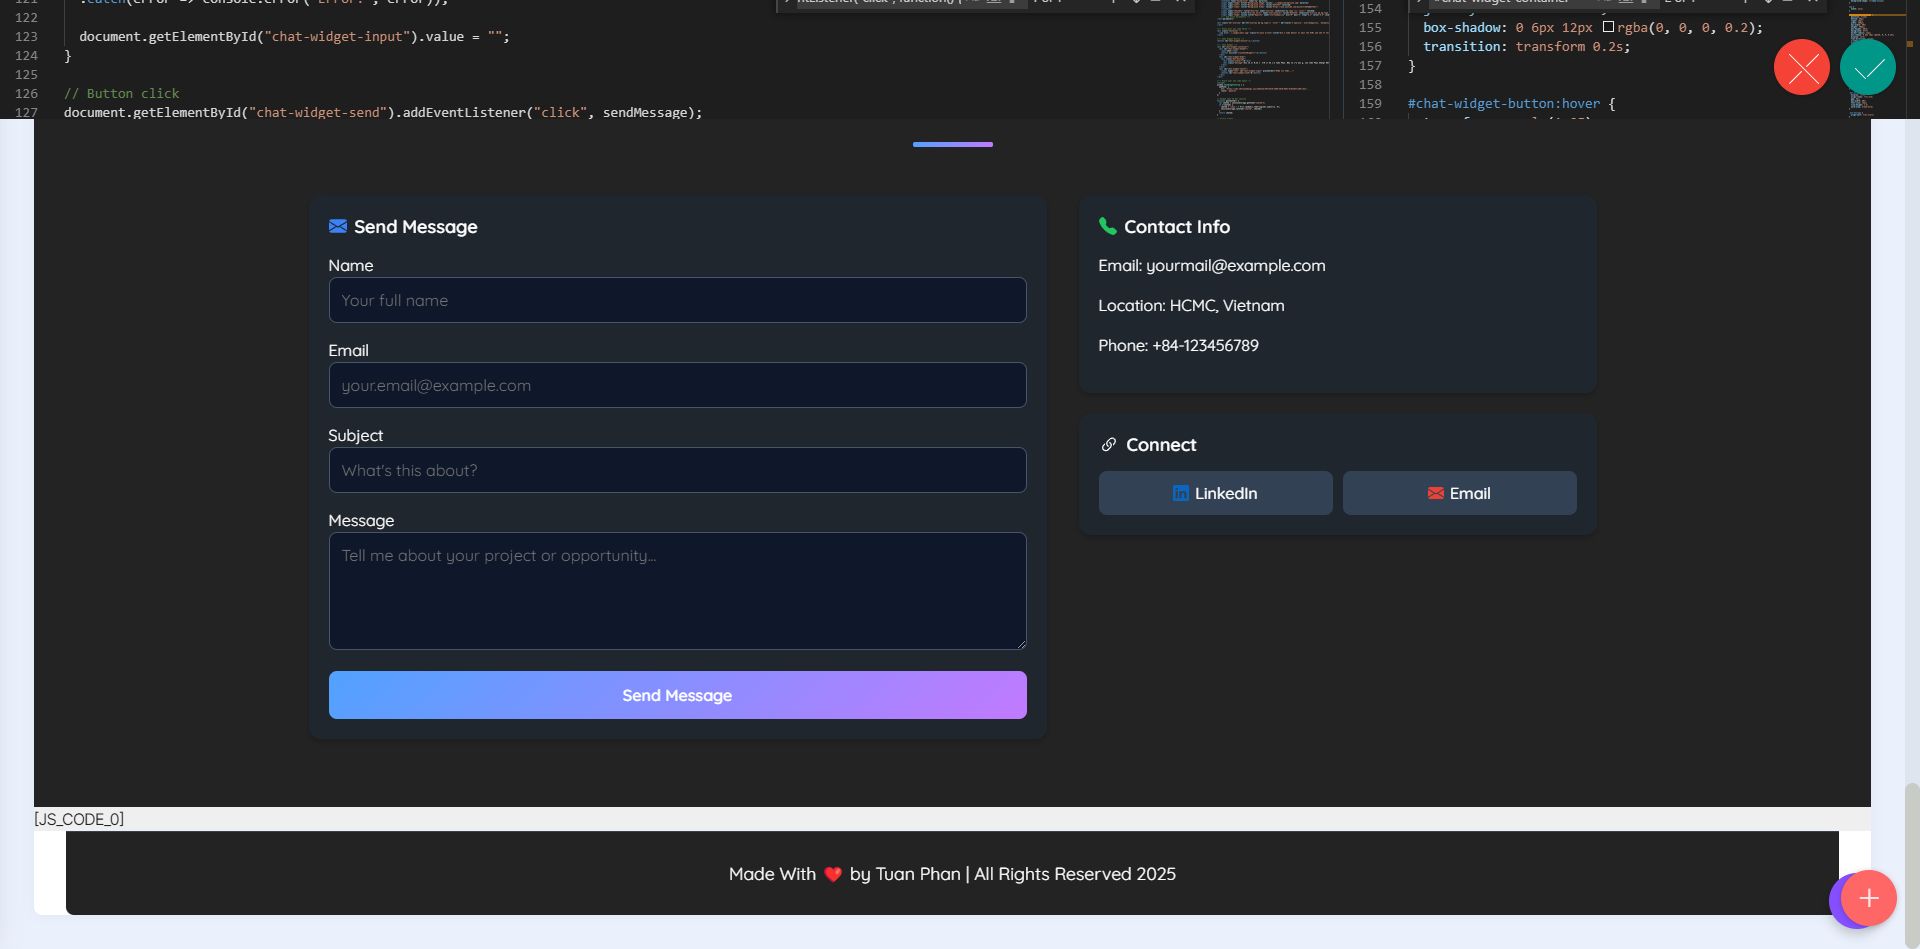 122
123 document.getElementById("chat-widget-input").value = "";
124 }
125
126 // Button click
127 document.getElementById("chat-widget-send").addEventListener("click", sendMessage);
154
155 box-shadow: 0 6px 12px rgba(0, 0, 0, 0.2);
156 transition: transform 0.2s;
157 }
158
159 #chat-widget-button:hover {
Send Message
Name
Your full name
Email
your.email@example.com
Subject
What's this about?
Message
Tell me about your project or opportunity...
Send Message
Contact Info
Email: yourmail@example.com
Location: HCMC, Vietnam
Phone: +84-123456789
Connect
LinkedIn
Email
[JS_CODE_0]
Made With ❤️ by Tuan Phan | All Rights Reserved 2025